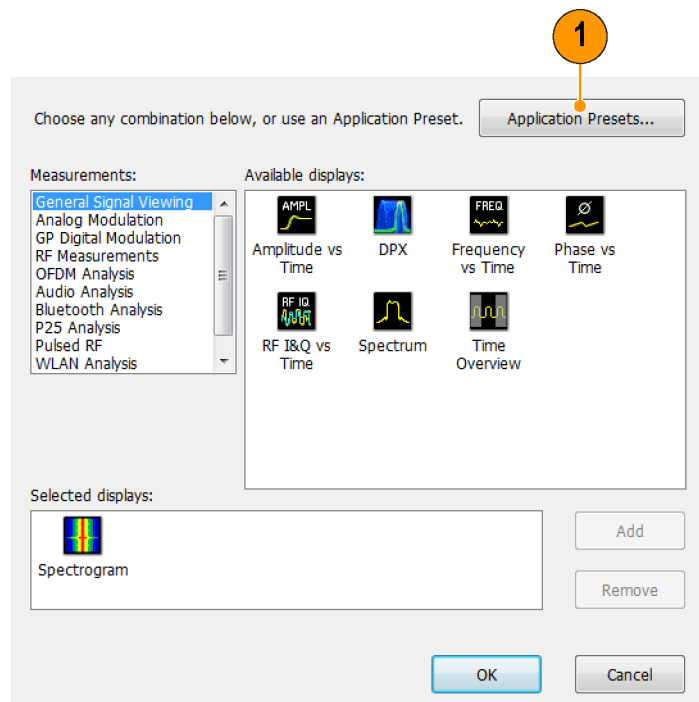 1
Choose any combination below, or use an Application Preset.
Application Presets...
Measurements:
General Signal Viewing
Analog Modulation
GP Digital Modulation
RF Measurements
OFDM Analysis
Audio Analysis
Bluetooth Analysis
P25 Analysis
Pulsed RF
WLAN Analysis
Available displays:
AMPL
Amplitude vs
Time
DPX
FREQ
Frequency
vs Time
Ø
Phase vs
Time
RF IQ
RF I&Q vs
Time
Spectrum
Time
Overview
Selected displays:
Spectrogram
Add
Remove
OK
Cancel